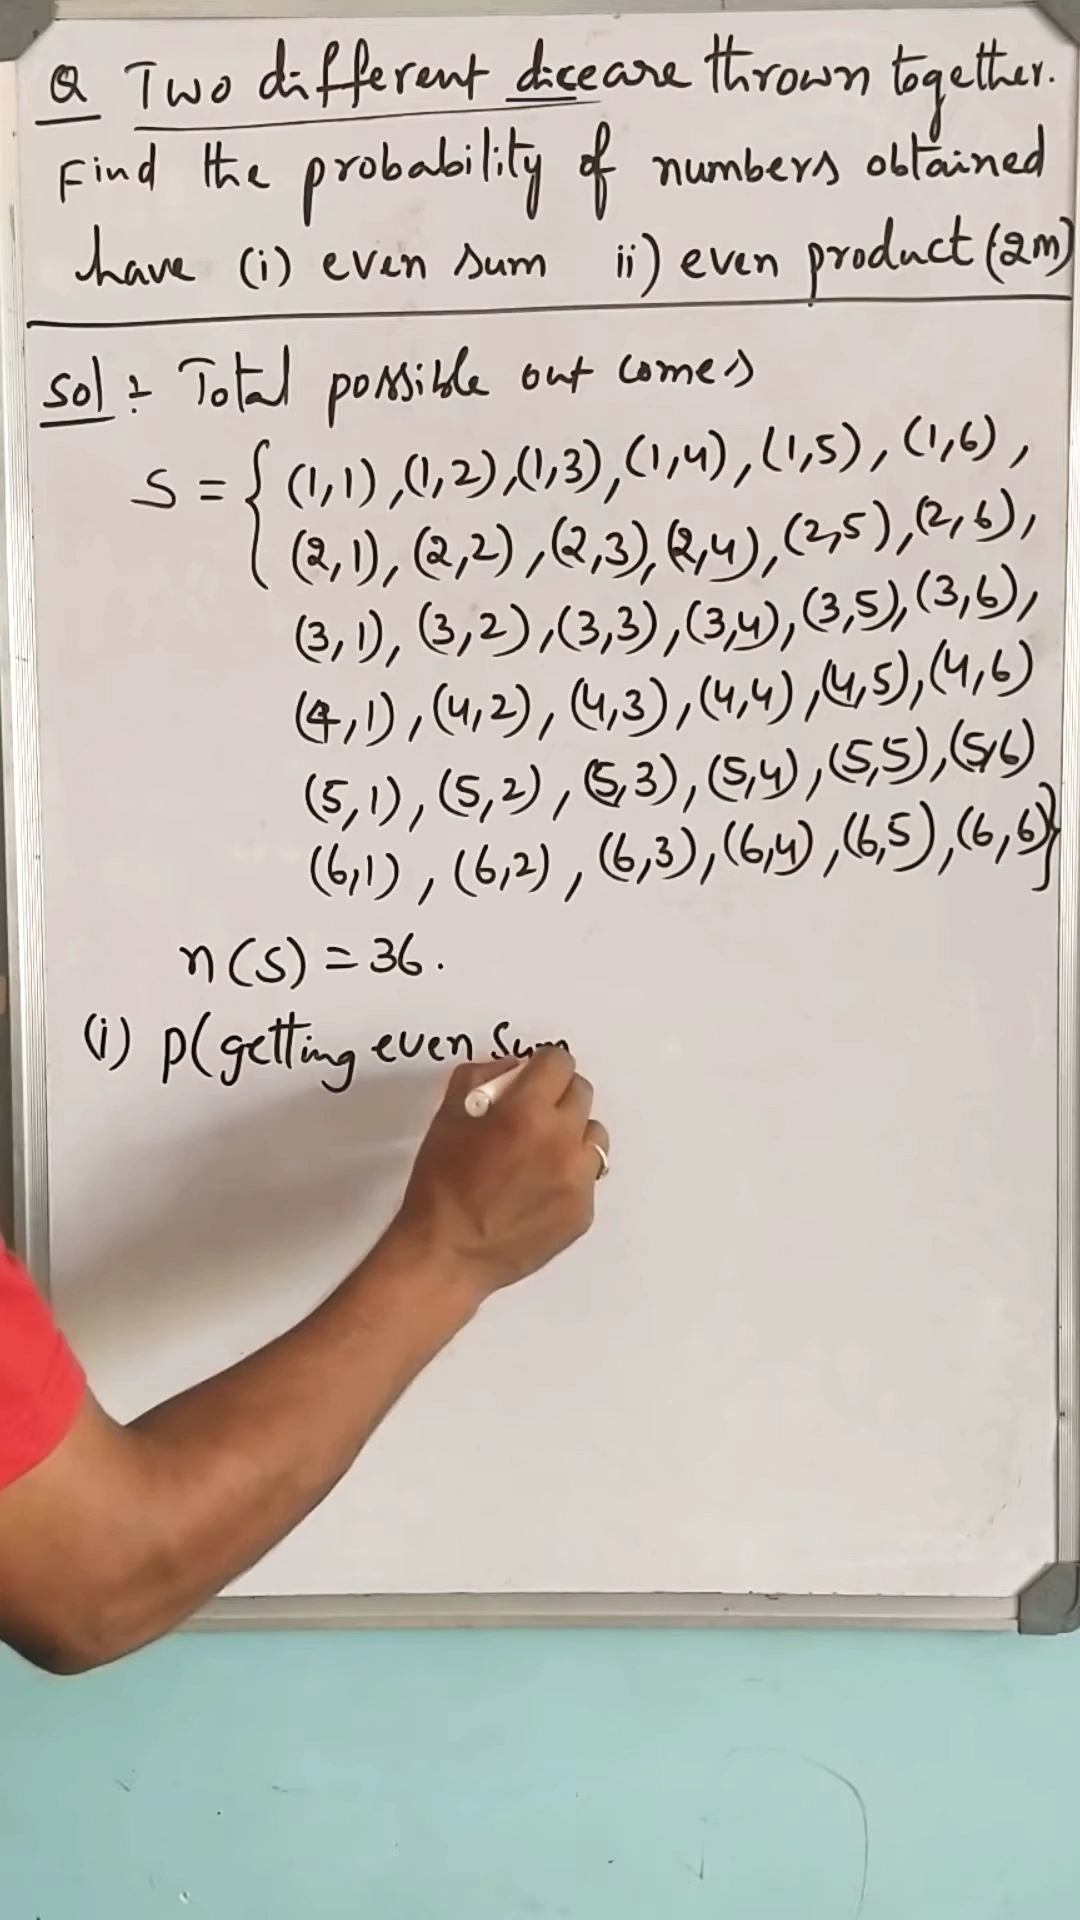 Q Two different dice are thrown together.
Find the probability of numbers obtained
have (i) even sum ii) even product (2m)
Sol :- Total possible out comes
S = { (1,1), (1,2), (1,3), (1,4), (1,5), (1,6),
(2,1), (2,2), (2,3), (2,4), (2,5), (2,6),
(3,1), (3,2), (3,3), (3,4), (3,5), (3,6),
(4,1), (4,2), (4,3), (4,4), (4,5), (4,6)
(5,1), (5,2), (5,3), (5,4), (5,5), (5,6)
(6,1), (6,2), (6,3), (6,4), (6,5), (6,6)}
n(S) = 36.
(i) P(getting even sum